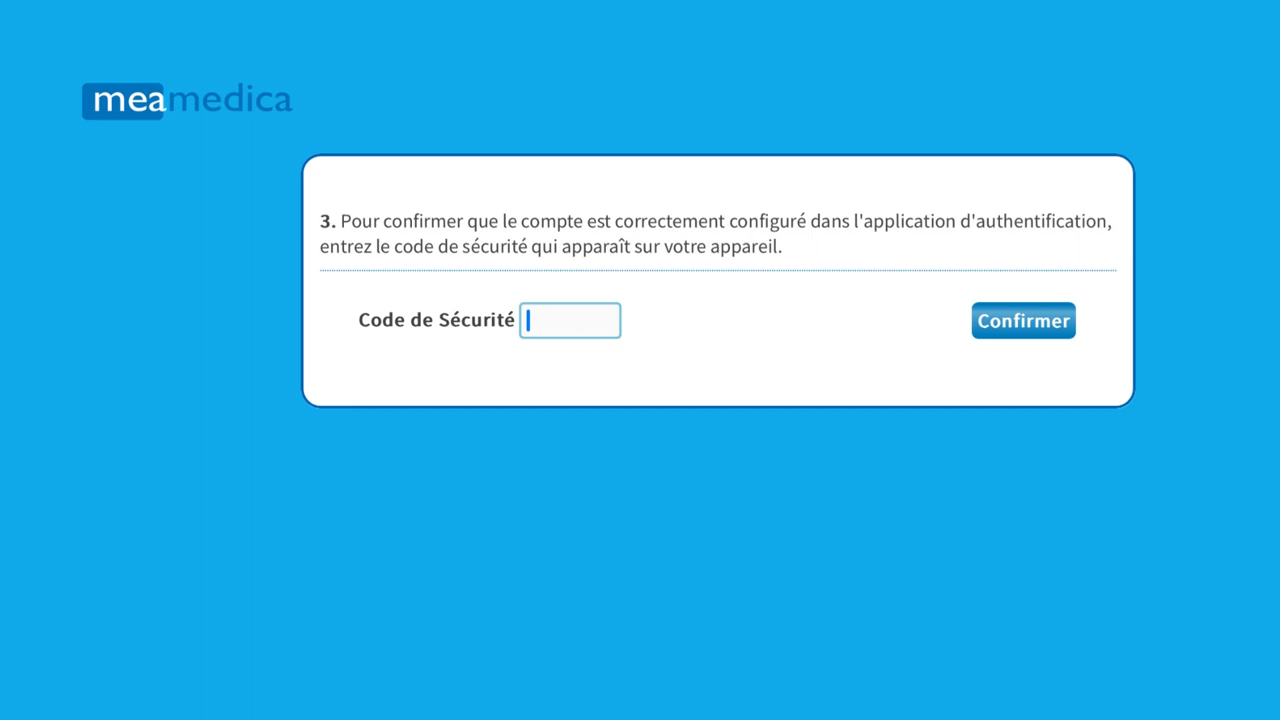 meamedica
3. Pour confirmer que le compte est correctement configuré dans l'application d'authentification,
entrez le code de sécurité qui apparaît sur votre appareil.
Code de Sécurité
Confirmer